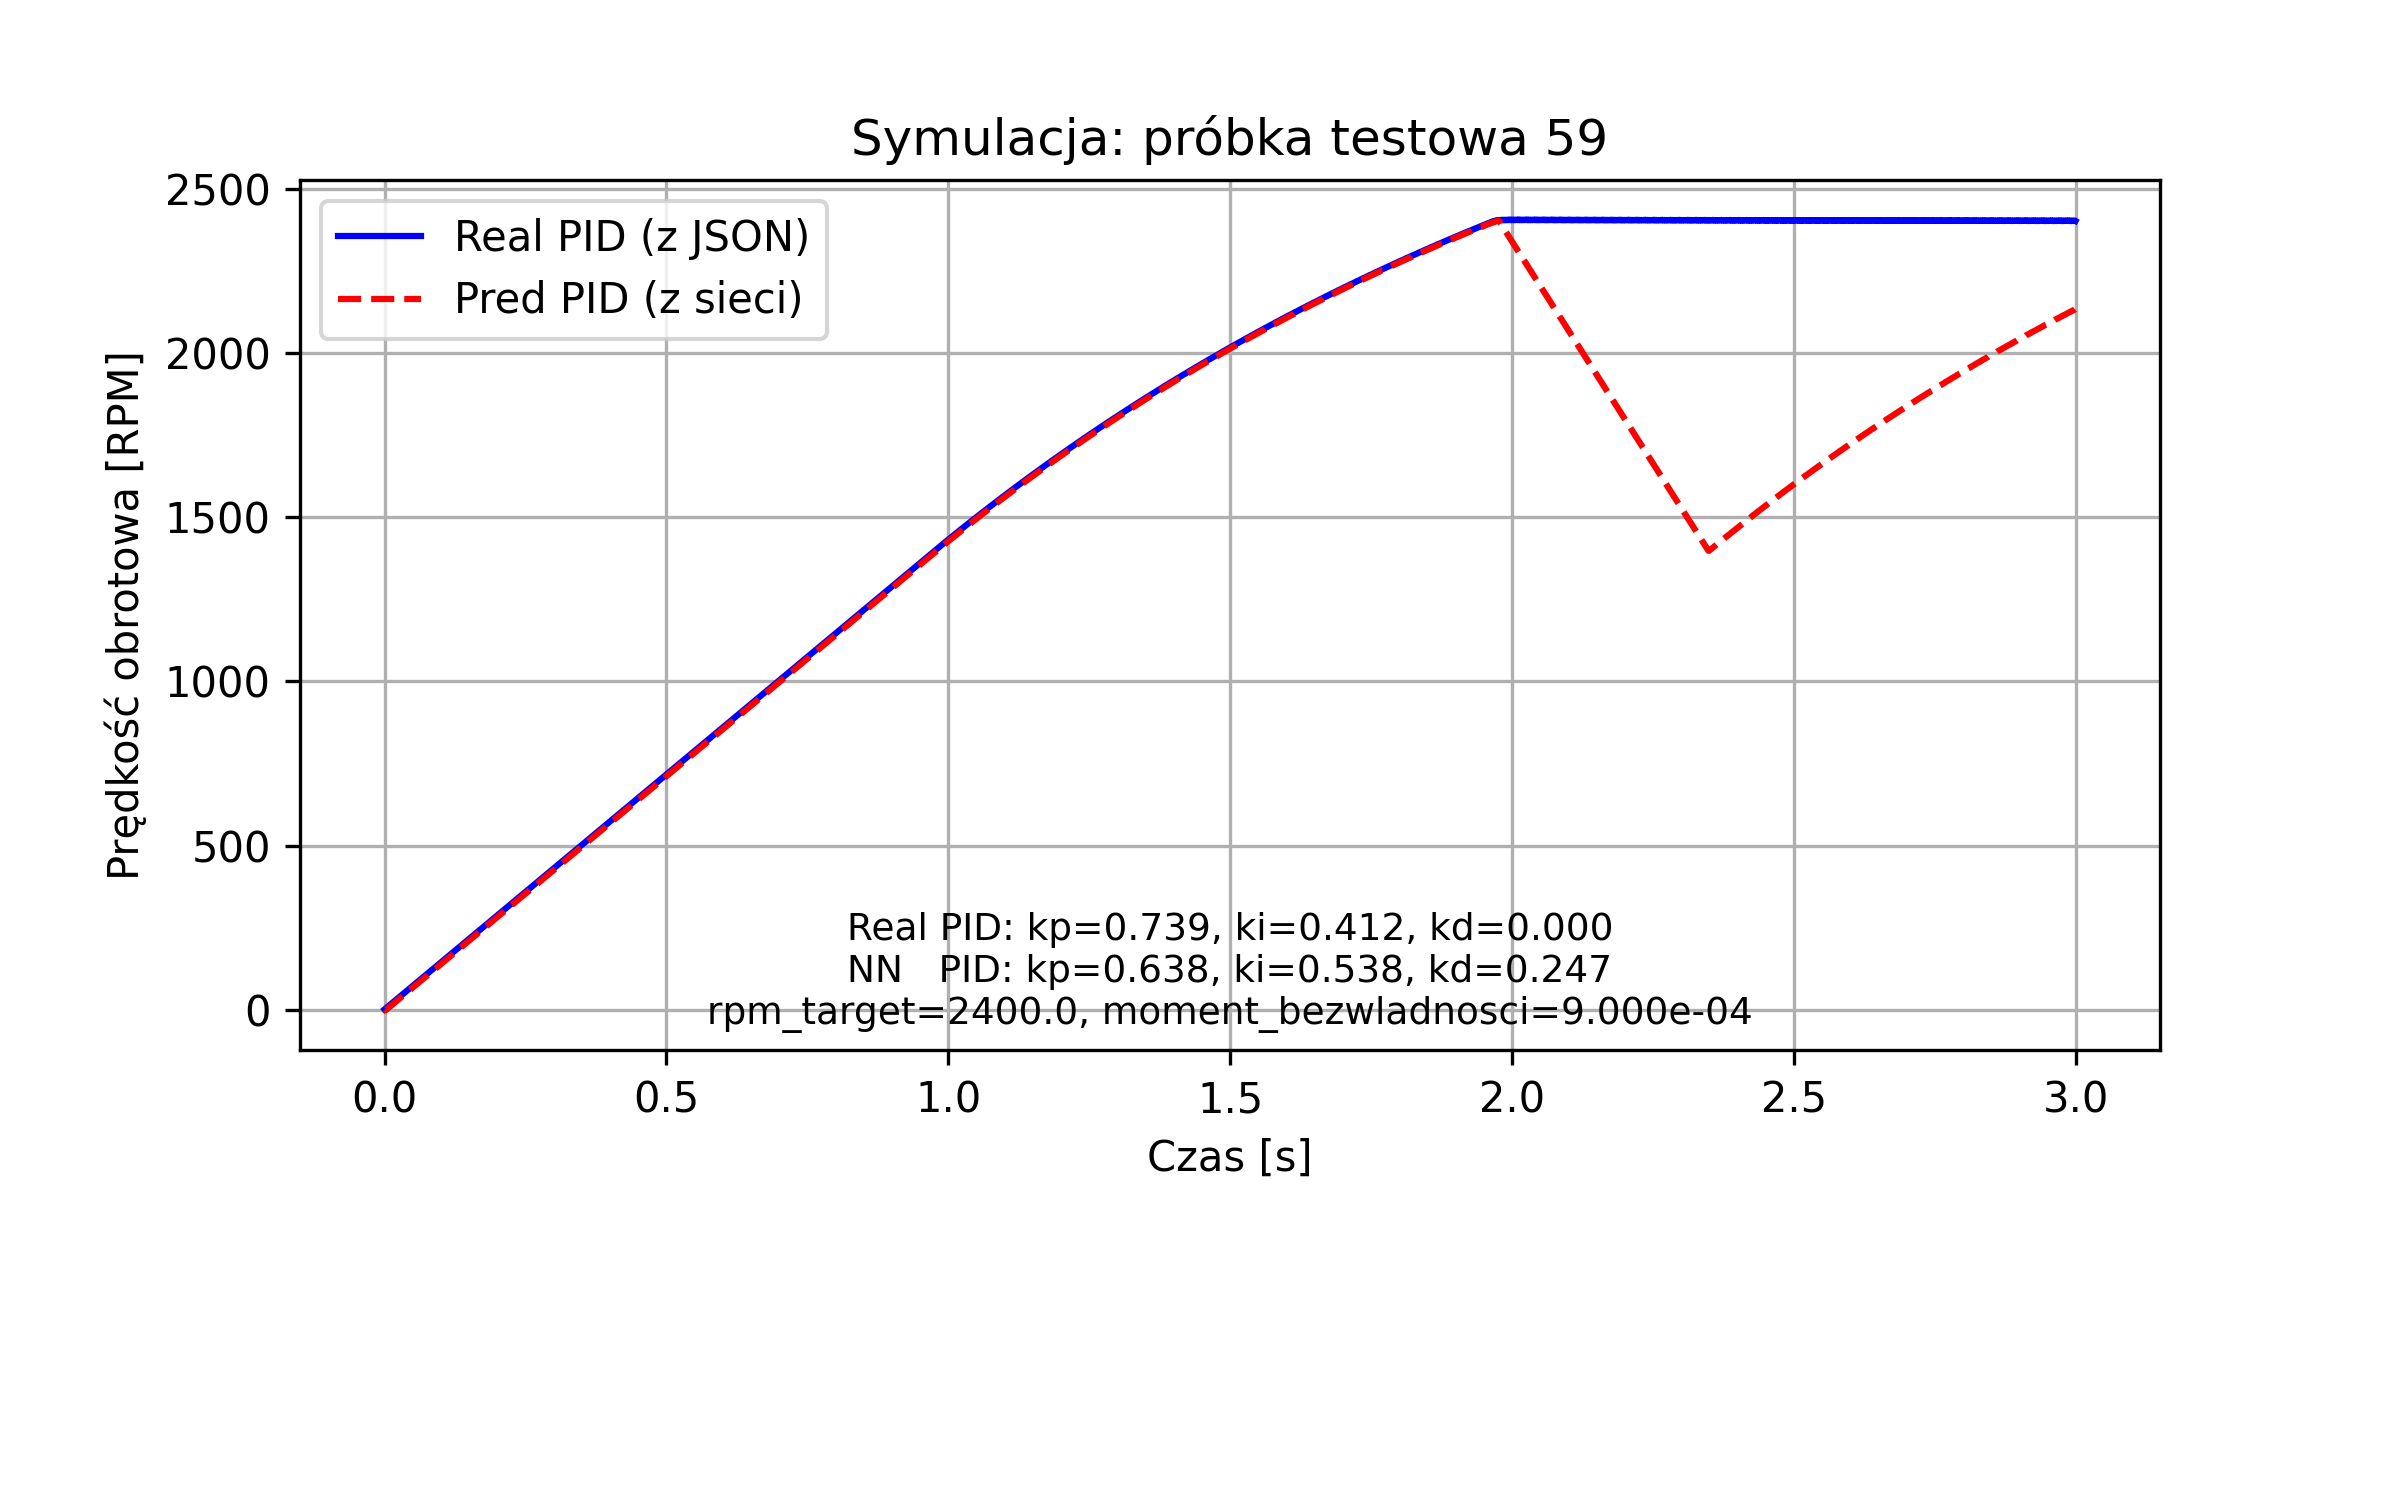 Symulacja: próbka testowa 59
2500
2000
1500
1000
500
0
Prędkość obrotowa [RPM]
Real PID (z JSON)
Pred PID (z sieci)
Real PID: kp=0.739, ki=0.412, kd=0.000
NN   PID: kp=0.638, ki=0.538, kd=0.247
rpm_target=2400.0, moment_bezwladnosci=9.000e-04
0.0 0.5 1.0 1.5 2.0 2.5 3.0
Czas [s]